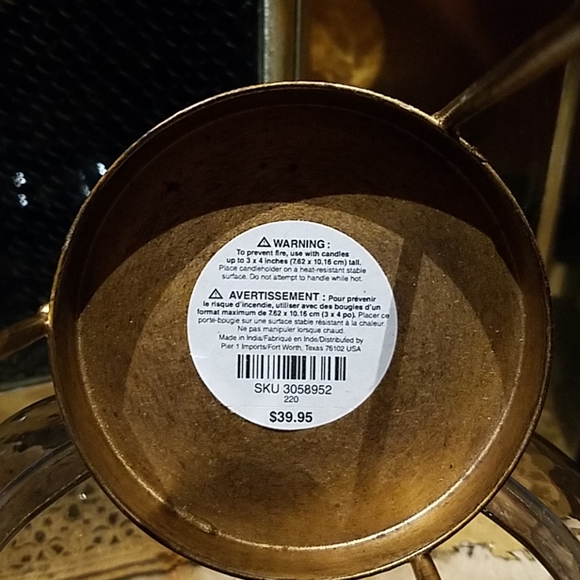 ⚠ WARNING :
To prevent fire, use with candles
up to 3 x 4 inches (7.62 x 10.16 cm) tall.
Place candleholder on a heat-resistant stable
surface. Do not attempt to handle while hot.
⚠ AVERTISSEMENT : Pour prévenir
le risque d'incendie, utiliser avec des bougies d'un
format maximum de 7.62 x 10.16 cm (3 x 4 po). Placer ce
porte-bougie sur une surface stable résistant à la chaleur.
Ne pas manipuler lorsque chaud.
Made in India/Fabriqué en Inde/Distributed by
Pier 1 Imports/Fort Worth, Texas 76102 USA
SKU 3058952
220
$39.95